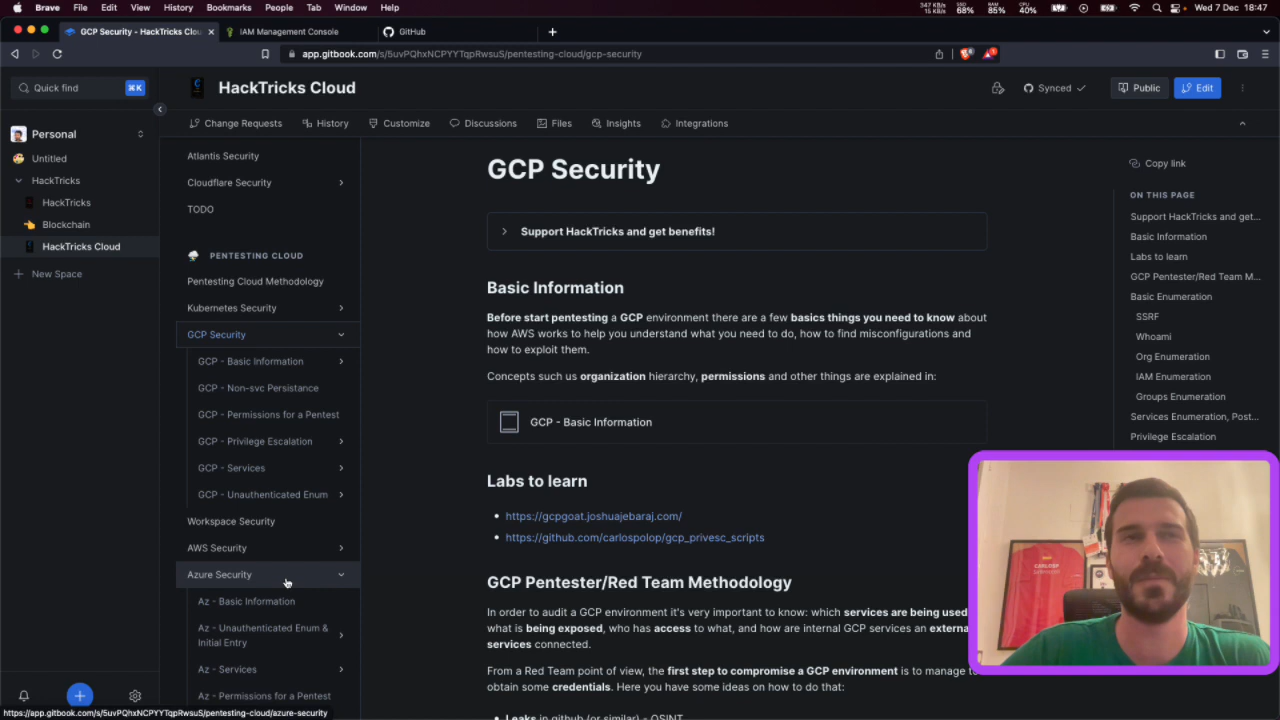 Brave File Edit View History Bookmarks People Tab Window Help
347 KB/s
15 KB/s
68%
85%
40%
Wed 7 Dec 18:47
GCP Security - HackTricks Clou
IAM Management Console
GitHub
app.gitbook.com/s/5uvPQhxNCPYYTqpRwsuS/pentesting-cloud/gcp-security
Quick find ⌘K
HackTricks Cloud
Synced
Public
Edit
Personal
Untitled
HackTricks
HackTricks
Blockchain
HackTricks Cloud
New Space
Change Requests
History
Customize
Discussions
Files
Insights
Integrations
Atlantis Security
Cloudflare Security
TODO
PENTESTING CLOUD
Pentesting Cloud Methodology
Kubernetes Security
GCP Security
GCP - Basic Information
GCP - Non-svc Persistance
GCP - Permissions for a Pentest
GCP - Privilege Escalation
GCP - Services
GCP - Unauthenticated Enum
Workspace Security
AWS Security
Azure Security
Az - Basic Information
Az - Unauthenticated Enum &
Initial Entry
Az - Services
Az - Permissions for a Pentest
GCP Security
Support HackTricks and get benefits!
Basic Information
Before start pentesting a GCP environment there are a few basics things you need to know about
how AWS works to help you understand what you need to do, how to find misconfigurations and
how to exploit them.
Concepts such us organization hierarchy, permissions and other things are explained in:
GCP - Basic Information
Labs to learn
https://gcpgoat.joshuajebaraj.com/
https://github.com/carlospolop/gcp_privesc_scripts
GCP Pentester/Red Team Methodology
In order to audit a GCP environment it's very important to know: which services are being used
what is being exposed, who has access to what, and how are internal GCP services an extern
services connected.
From a Red Team point of view, the first step to compromise a GCP environment is to manage t
obtain some credentials. Here you have some ideas on how to do that:
Leaks in github (or similar) - OSINT
Copy link
ON THIS PAGE
Support HackTricks and get...
Basic Information
Labs to learn
GCP Pentester/Red Team M...
Basic Enumeration
SSRF
Whoami
Org Enumeration
IAM Enumeration
Groups Enumeration
Services Enumeration, Post...
Privilege Escalation
https://app.gitbook.com/s/5uvPQhxNCPYYTqpRwsuS/pentesting-cloud/azure-security